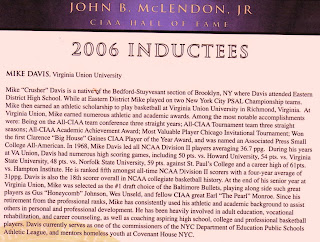 JOHN B. McLENDON, JR
CIAA HALL OF FAME
2006 INDUCTEES
MIKE DAVIS, Virginia Union University
Mike "Crusher" Davis is a native of the Bedford-Stuyvesant section of Brooklyn, NY where Davis attended Eastern
District High School. While at Eastern District Mike played on two New York City PSAL Championship teams.
Mike then earned an athletic scholarship to play basketball at Virginia Union University in Richmond, Virginia. At
Virginia Union, Mike earned numerous athletic and academic awards. Among the most notable accomplishments
were: Being on the All-CIAA team conference three straight years; All-CIAA Tournament team three straight
seasons; All-CIAA Academic Achievement Award; Most Valuable Player Chicago Invitational Tournament; Won
the first Clarence "Big House" Gaines CIAA Player of the Year Award, and was named an Associated Press Small
College All-American. In 1968, Mike Davis led all NCAA Division II players averaging 36.7 ppg. During his years
at VA Union, Davis had numerous high scoring games, including 50 pts. vs. Howard University, 54 pts. vs. Virginia
State University, 48 pts. vs. Norfolk State University, 59 pts. against St. Paul's College and a career high of 61pts.
vs. Hampton Institute. He is ranked fifth amongst all-time NCAA Division II scorers with a four-year average of
31ppg. Davis is also the 18th scorer overall in NCAA collegiate basketball history. At the end of his senior year at
Virginia Union, Mike was selected as the #1 draft choice of the Baltimore Bullets, playing along side such great
players as Gus "Honeycomb" Johnson, Wes Unseld, and fellow CIAA great Earl "The Pearl" Monroe. Since his
retirement from the professional ranks, Mike has consistently used his athletic and academic background to assist
others in personal and professional development. He has been heavily involved in adult education, vocational
rehabilitation, and career counseling, as well as coaching aspiring high school, college and professional basketball
players. Davis currently serves as one of the commissioners of the NYC Department of Education Public Schools
Athletic League, and mentors homeless youth at Covenant House NYC.